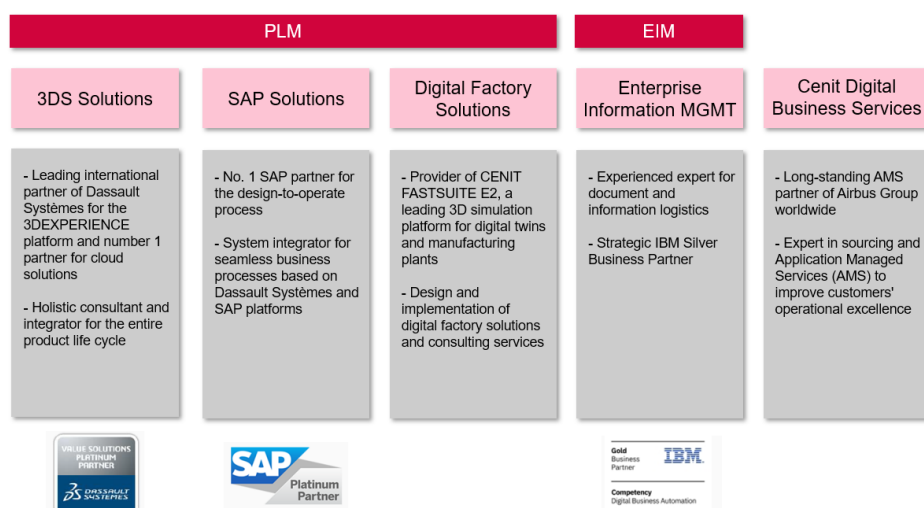 PLM
EIM
3DS Solutions
SAP Solutions
Digital Factory
Solutions
Enterprise
Information MGMT
Cenit Digital
Business Services
- Leading international
partner of Dassault
Systèmes for the
3DEXPERIENCE
platform and number 1
partner for cloud
solutions
- Holistic consultant and
integrator for the entire
product life cycle
- No. 1 SAP partner for
the design-to-operate
process
- System integrator for
seamless business
processes based on
Dassault Systèmes and
SAP platforms
- Provider of CENIT
FASTSUITE E2, a
leading 3D simulation
platform for digital twins
and manufacturing
plants
- Design and
implementation of
digital factory solutions
and consulting services
- Experienced expert for
document and
information logistics
- Strategic IBM Silver
Business Partner
- Long-standing AMS
partner of Airbus Group
worldwide
- Expert in sourcing and
Application Managed
Services (AMS) to
improve customers'
operational excellence
VALUE SOLUTIONS
PLATINUM
PARTNER
3DS DASSAULT
SYSTEMES
SAP
Platinum
Partner
Gold
Business
Partner
IBM.
Competency
Digital Business Automation